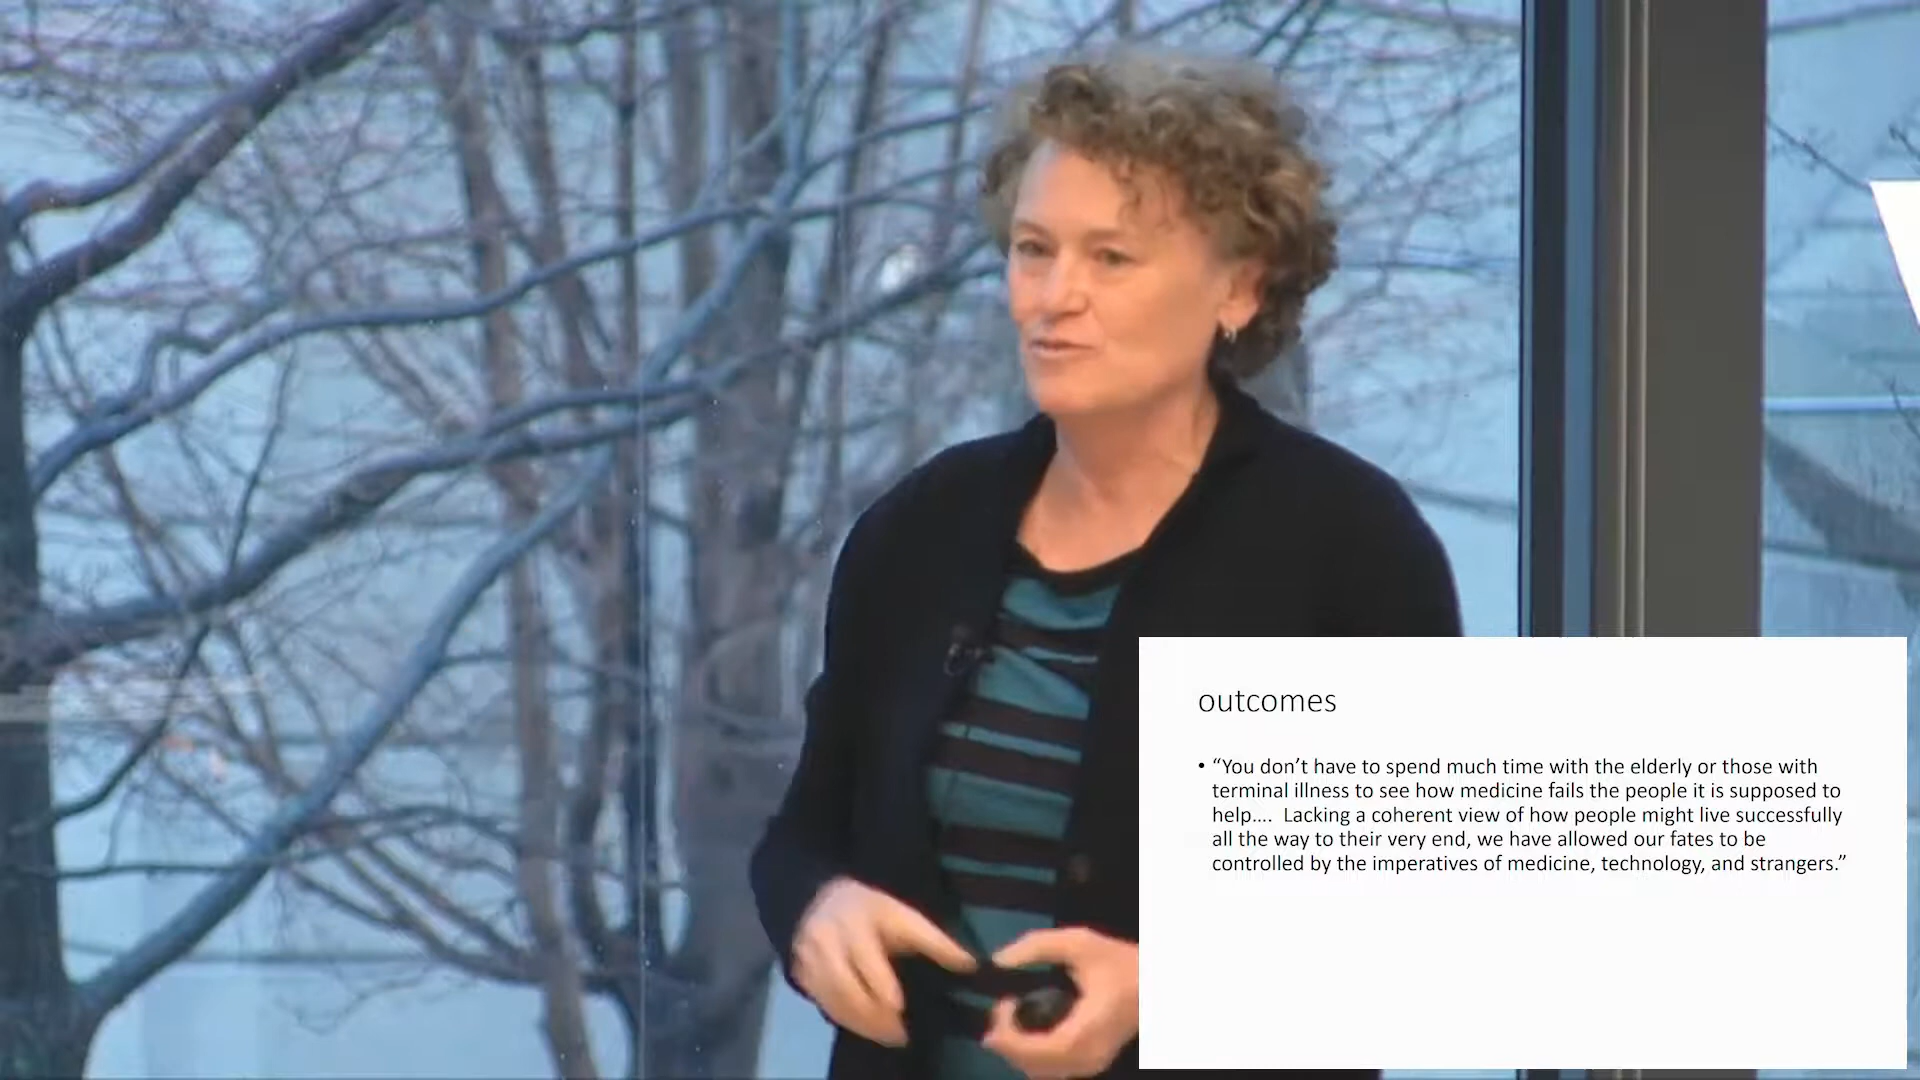 outcomes
• “You don’t have to spend much time with the elderly or those with
terminal illness to see how medicine fails the people it is supposed to
help.... Lacking a coherent view of how people might live successfully
all the way to their very end, we have allowed our fates to be
controlled by the imperatives of medicine, technology, and strangers.”